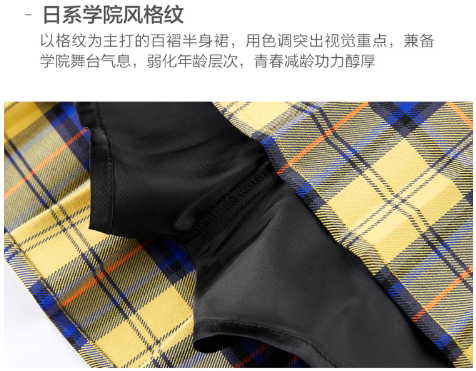 - 日系学院风格纹
以格纹为主打的百褶半身裙，用色调突出视觉重点，兼备
学院舞台气息，弱化年龄层次，青春减龄功力醇厚